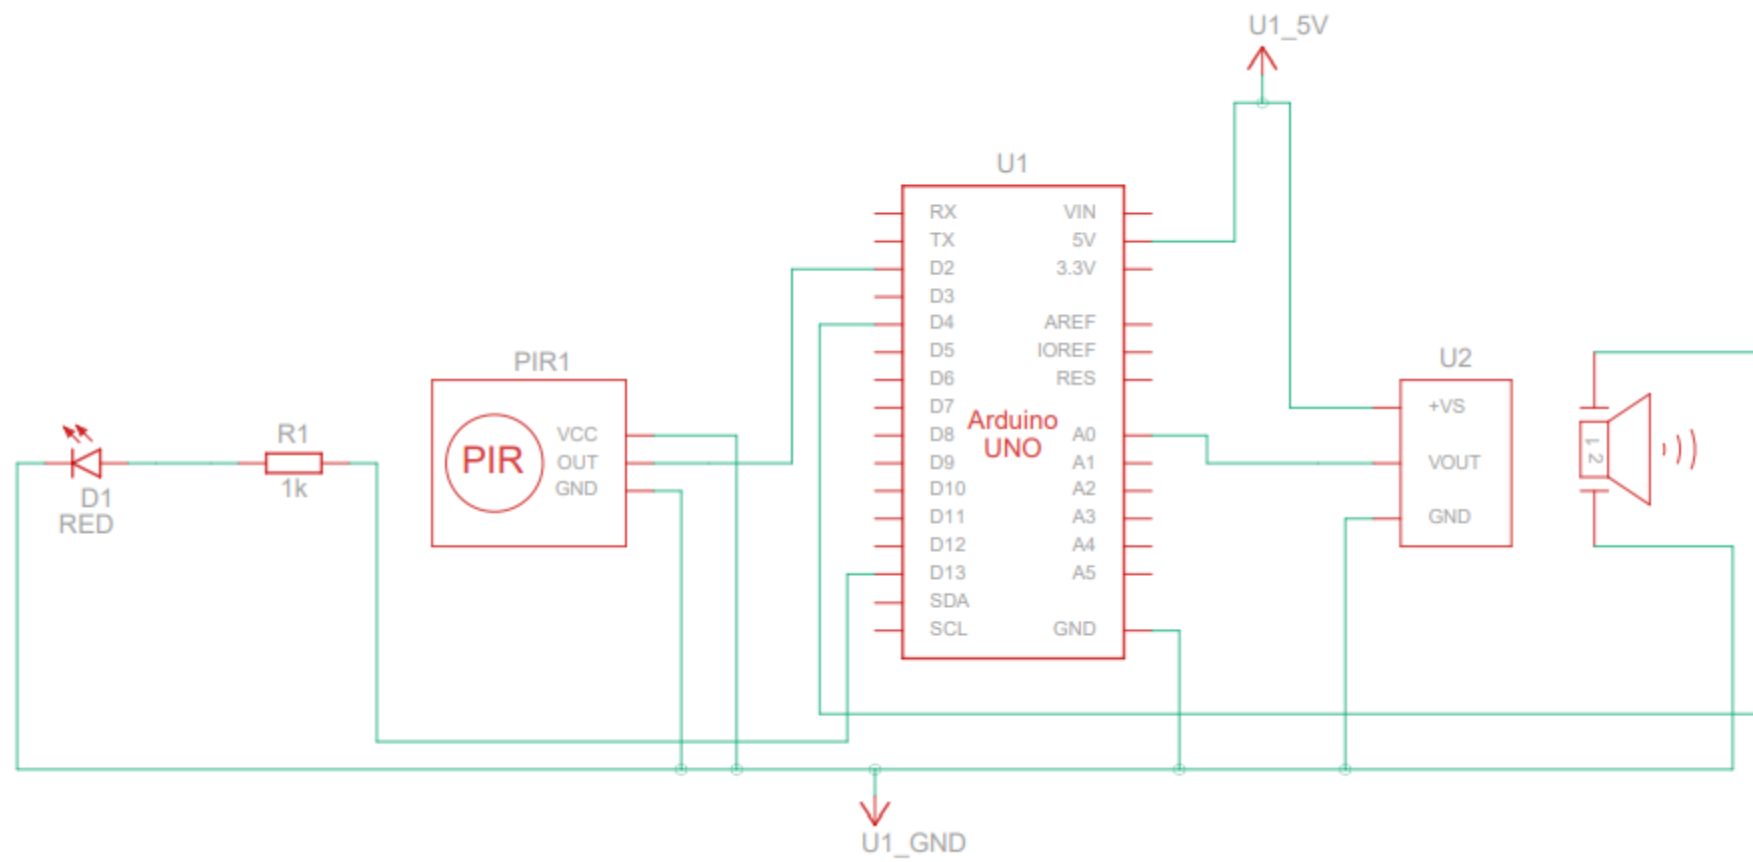 U1_5V
U1
RX VIN
TX 5V
D2 3.3V
D3
D4 AREF
D5 IOREF
D6 RES
D7
Arduino
UNO
D8 A0
D9 A1
D10 A2
D11 A3
D12 A4
D13 A5
SDA
SCL GND
PIR1
PIR
VCC
OUT
GND
R1
1k
D1
RED
U2
+VS
VOUT
GND
1 2
U1_GND